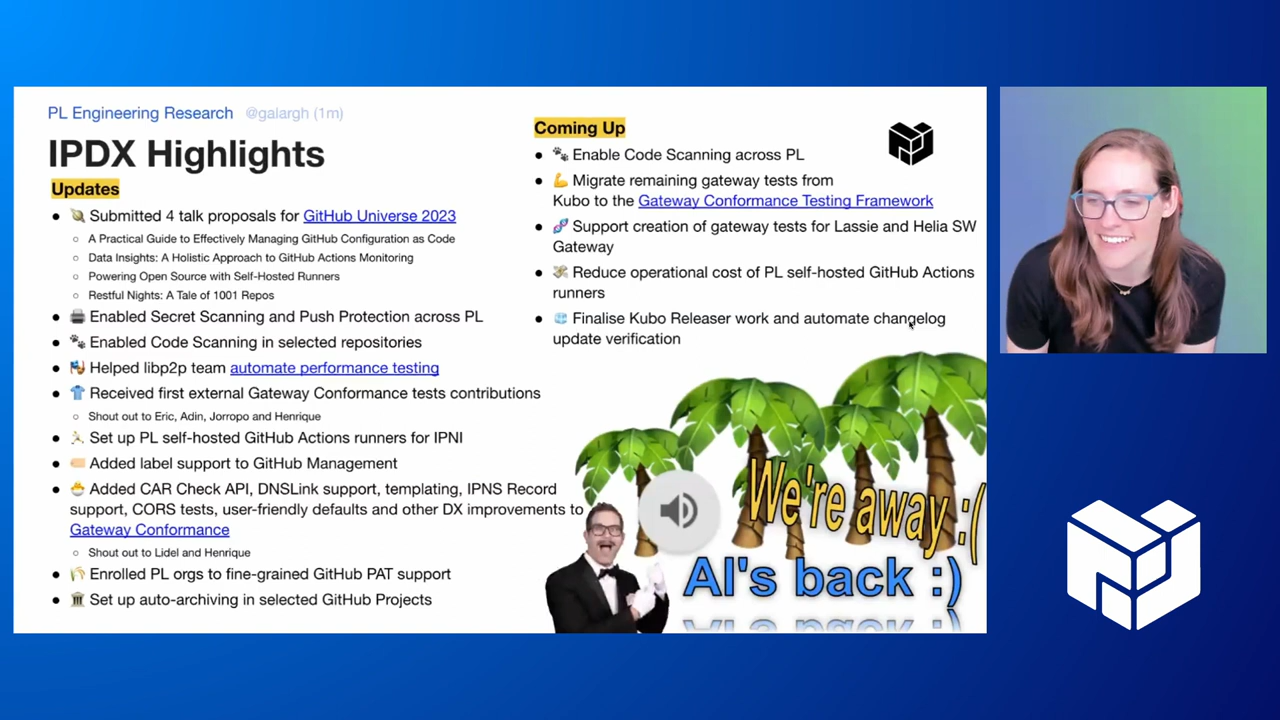 PL Engineering Research @galargh (1m)
IPDX Highlights
Updates
Submitted 4 talk proposals for GitHub Universe 2023
A Practical Guide to Effectively Managing GitHub Configuration as Code
Data Insights: A Holistic Approach to GitHub Actions Monitoring
Powering Open Source with Self-Hosted Runners
Restful Nights: A Tale of 1001 Repos
Enabled Secret Scanning and Push Protection across PL
Enabled Code Scanning in selected repositories
Helped libp2p team automate performance testing
Received first external Gateway Conformance tests contributions
Shout out to Eric, Adin, Jorropo and Henrique
Set up PL self-hosted GitHub Actions runners for IPNI
Added label support to GitHub Management
Added CAR Check API, DNSLink support, templating, IPNS Record
support, CORS tests, user-friendly defaults and other DX improvements to
Gateway Conformance
Shout out to Lidel and Henrique
Enrolled PL orgs to fine-grained GitHub PAT support
Set up auto-archiving in selected GitHub Projects
Coming Up
Enable Code Scanning across PL
Migrate remaining gateway tests from
Kubo to the Gateway Conformance Testing Framework
Support creation of gateway tests for Lassie and Helia SW
Gateway
Reduce operational cost of PL self-hosted GitHub Actions
runners
Finalise Kubo Releaser work and automate changelog
update verification
We're away :(
AI's back :)